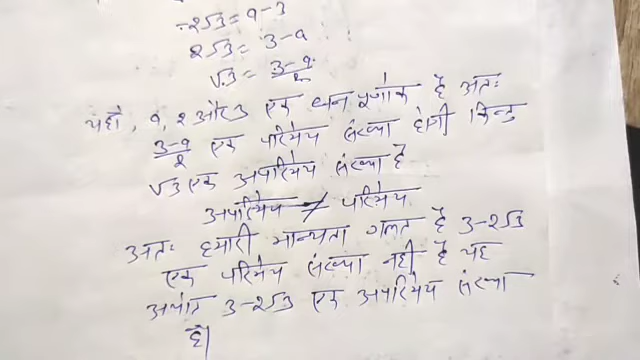 -2√3 = a-3
2√3 = 3-a
√3 = 3-a/2
यहाँ, a, 2 और 3 एक धन पूर्णांक है अतः
3-a/2 एक परिमेय संख्या होगी किन्तु
√3 एक अपरिमेय संख्या है
अपरिमेय ≠ परिमेय
अतः हमारी मान्यता गलत है 3-2√3
एक परिमेय संख्या नही है यह
अर्थात 3-2√3 एक अपरिमेय संख्या
है।